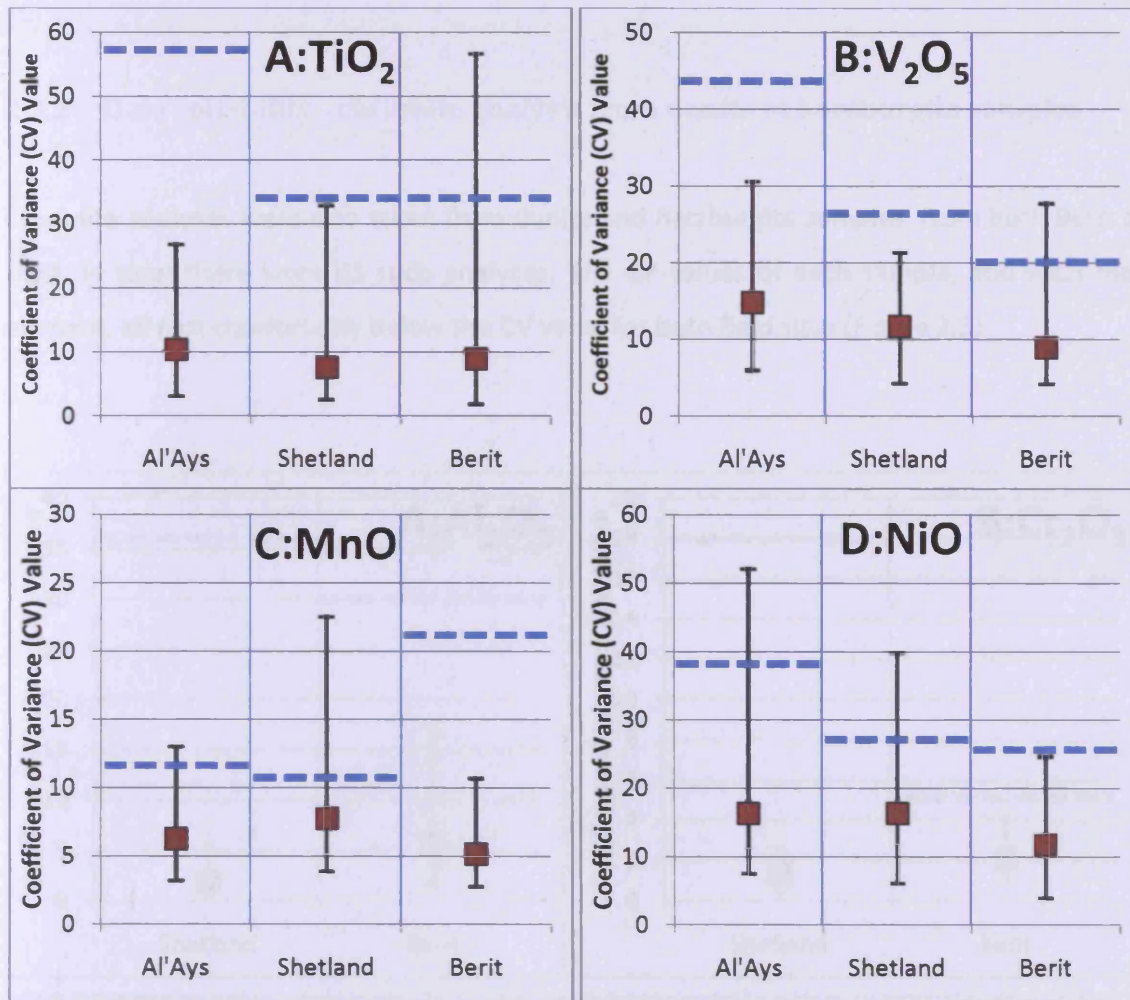 A:TiO₂
Coefficient of Variance (CV) Value
60
50
40
30
20
10
0
Al'Ays Shetland Berit
B:V₂O₅
Coefficient of Variance (CV) Value
50
40
30
20
10
0
Al'Ays Shetland Berit
C:MnO
Coefficient of Variance (CV) Value
30
25
20
15
10
5
0
Al'Ays Shetland Berit
D:NiO
Coefficient of Variance (CV) Value
60
50
40
30
20
10
0
Al'Ays Shetland Berit